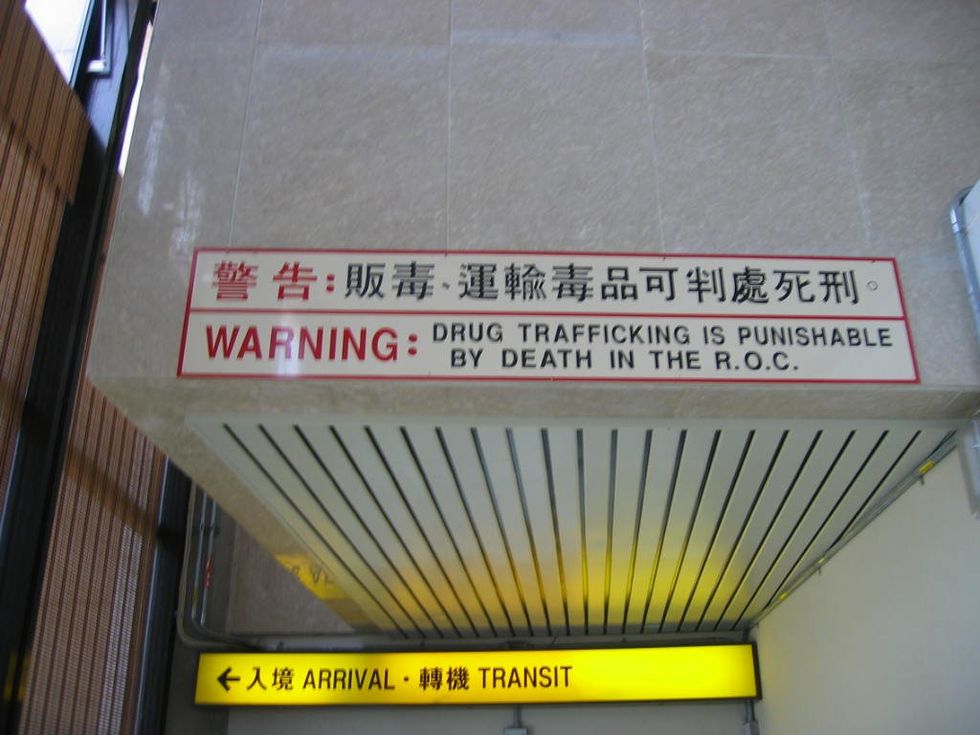 警告:販毒、運輸毒品可判處死刑。
WARNING: DRUG TRAFFICKING IS PUNISHABLE
BY DEATH IN THE R.O.C.
←入境 ARRIVAL·轉機 TRANSIT